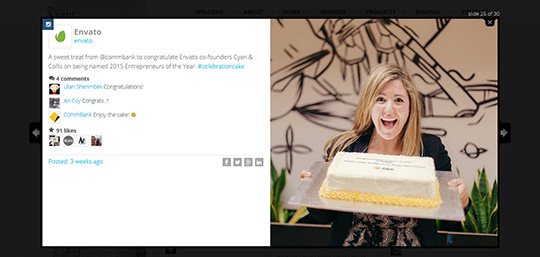 WELCOME ABOUT WORK SERVICES PRODUCTS JOURNAL
slide 25 of 30
Envato
envato
A sweet treat from @commbank to congratulate Envato co-founders Cyan &
Collis on being named 2015 Entrepreneurs of the Year. #celebrationcake
4 comments
Ulan Sherimbek Congratulations!
Ari Coy Congrats..!!
CommBank Enjoy the cake!
91 likes
Posted: 3 weeks ago